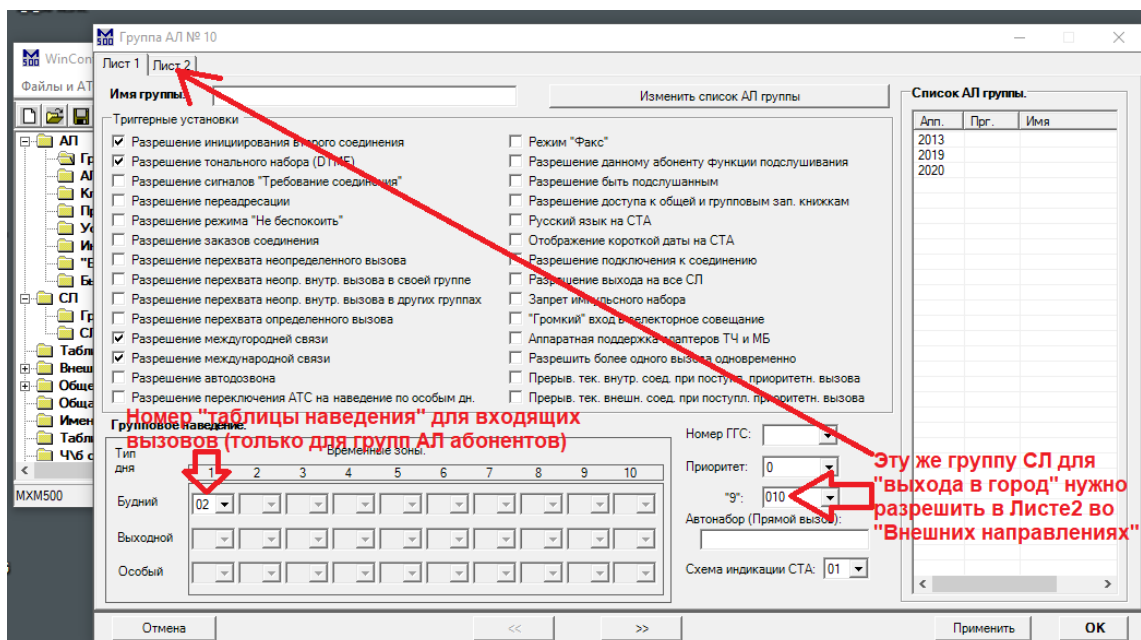 Группа АЛ № 10
WinCon
Файлы и АТ
АЛ
СЛ
Табли
Внеш
Обще
Обща
Имен
Табл
MXM500
Лист 1
Лист 2
Имя группы:
Изменить список АЛ группы
Триггерные установки
Разрешение инициирования второго соединения
Разрешение тонального набора (DTMF)
Разрешение сигналов "Требование соединения"
Разрешение переадресации
Разрешение режима "Не беспокоить"
Разрешение заказов соединения
Разрешение перехвата неопределенного вызова
Разрешение перехвата неопр. внутр. вызова в своей группе
Разрешение перехвата неопр. внутр. вызова в других группах
Разрешение перехвата определенного вызова
Разрешение междугородней связи
Разрешение международной связи
Разрешение автодозвона
Разрешение переключения АТС на наведение по особым дн.
Режим "Факс"
Разрешение данному абоненту функции подслушивания
Разрешение быть подслушанным
Разрешение доступа к общей и групповым зап. книжкам
Русский язык на СТА
Отображение короткой даты на СТА
Разрешение подключения к соединению
Разрешение выхода на все СЛ
Запрет импульсного набора
"Громкий" вход в селекторное совещание
Аппаратная поддержка адаптеров ТЧ и МБ
Разрешить более одного вызова одновременно
Прерыв. тек. внутр. соед. при поступл. приоритетн. вызова
Прерыв. тек. внешн. соед. при поступл. приоритетн. вызова
Список АЛ группы.
Апп. Прг. Имя
2013
2019
2020
Номер "таблицы наведения" для входящих
вызовов (только для групп АЛ абонентов)
Групповое наведение.
Тип
дня
Временные зоны.
1 2 3 4 5 6 7 8 9 10
Будний 02
Выходной
Особый
Номер ГГС:
Приоритет: 0
"9": 010
Автонабор (Прямой вызов):
Схема индикации СТА: 01
Эту же группу СЛ для
"выхода в город" нужно
разрешить в Листе2 во
"Внешних направлениях"
Отмена
<<
>>
Применить
OK